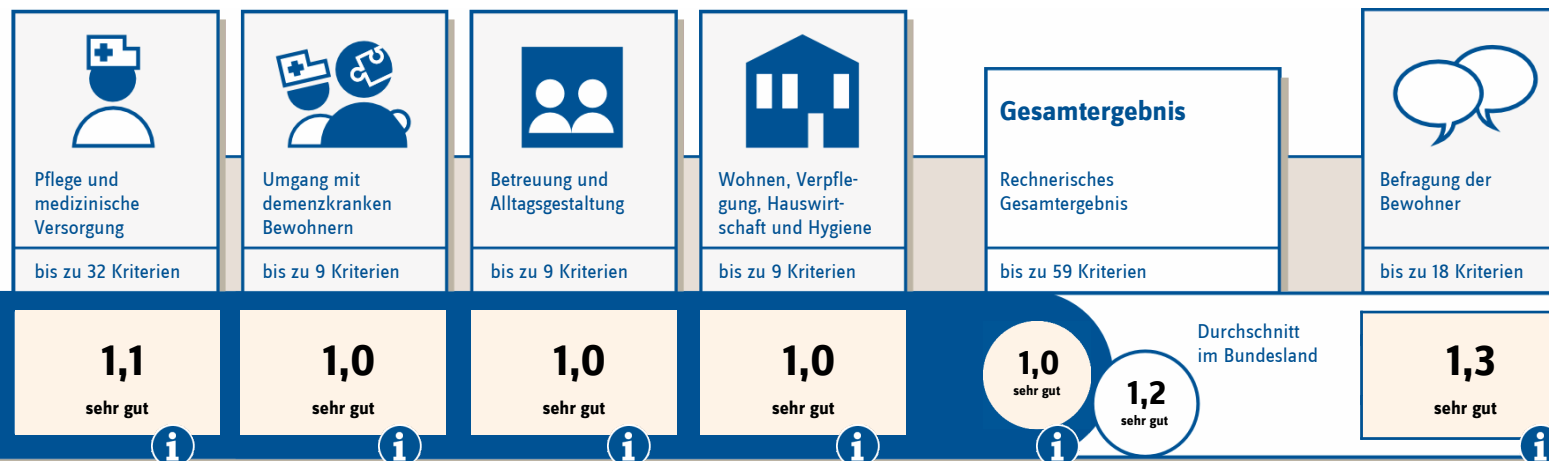 Pflege und
medizinische
Versorgung
bis zu 32 Kriterien
1,1
sehr gut
Umgang mit
demenzkranken
Bewohnern
bis zu 9 Kriterien
1,0
sehr gut
Betreuung und
Alltagsgestaltung
bis zu 9 Kriterien
1,0
sehr gut
Wohnen, Verpfle-
gung, Hauswirt-
schaft und Hygiene
bis zu 9 Kriterien
1,0
sehr gut
Gesamtergebnis
Rechnerisches
Gesamtergebnis
bis zu 59 Kriterien
1,0
sehr gut
Durchschnitt
im Bundesland
1,2
sehr gut
Befragung der
Bewohner
bis zu 18 Kriterien
1,3
sehr gut
i
i
i
i
i
i